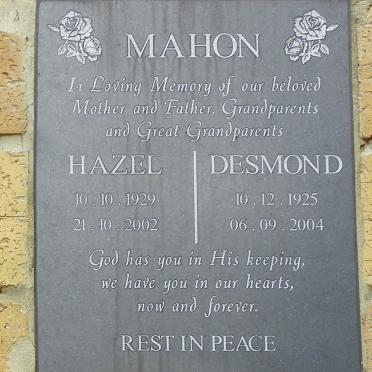 MAHON
In Loving Memory of our beloved
Mother and Father, Grandparents
and Great Grandparents
HAZEL DESMOND
10 . 10 . 1929 10 . 12 . 1925
21 . 10 . 2002 06 . 09 . 2004
God has you in His keeping,
we have you in our hearts,
now and forever.
REST IN PEACE